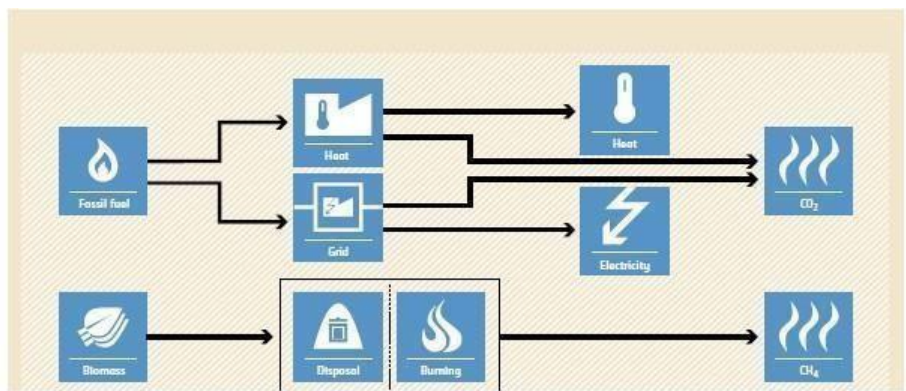 Fossil fuel
Heat
Heat
CO₂
Grid
Electricity
Biomass
Disposal
Burning
CH₄